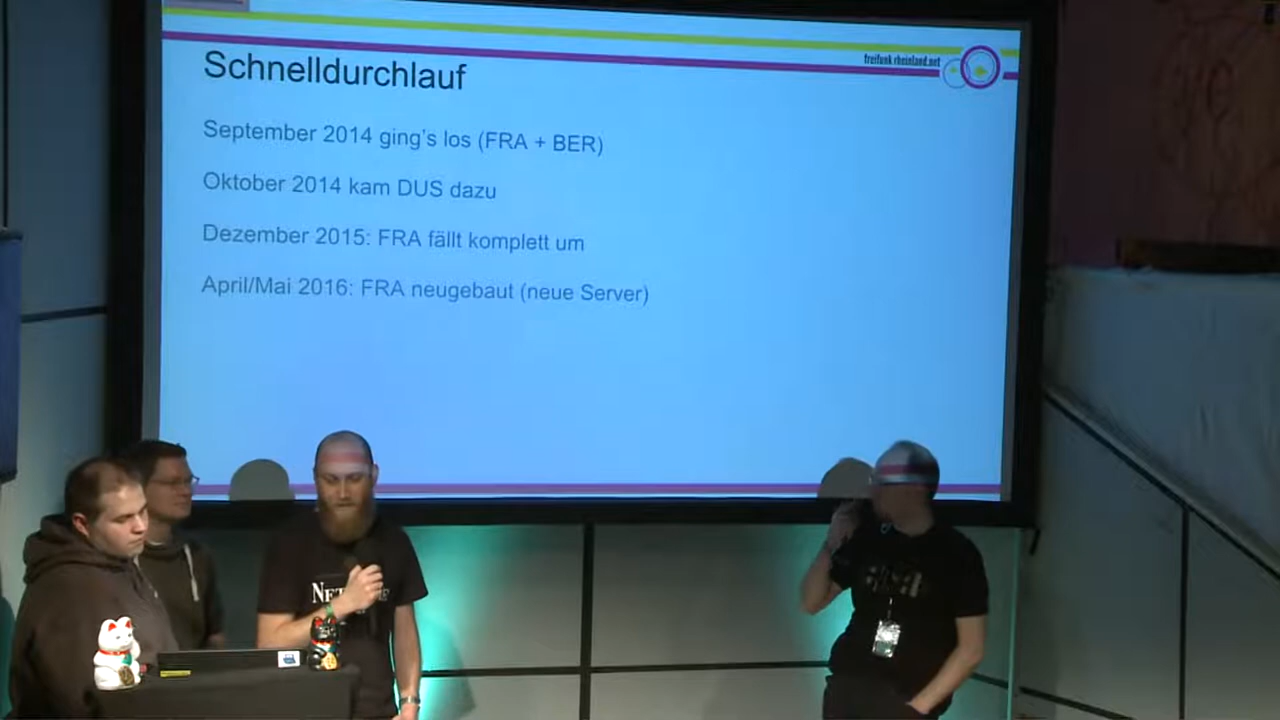 Schnelldurchlauf
freifunk rheinland.net
September 2014 ging's los (FRA + BER)
Oktober 2014 kam DUS dazu
Dezember 2015: FRA fällt komplett um
April/Mai 2016: FRA neugebaut (neue Server)